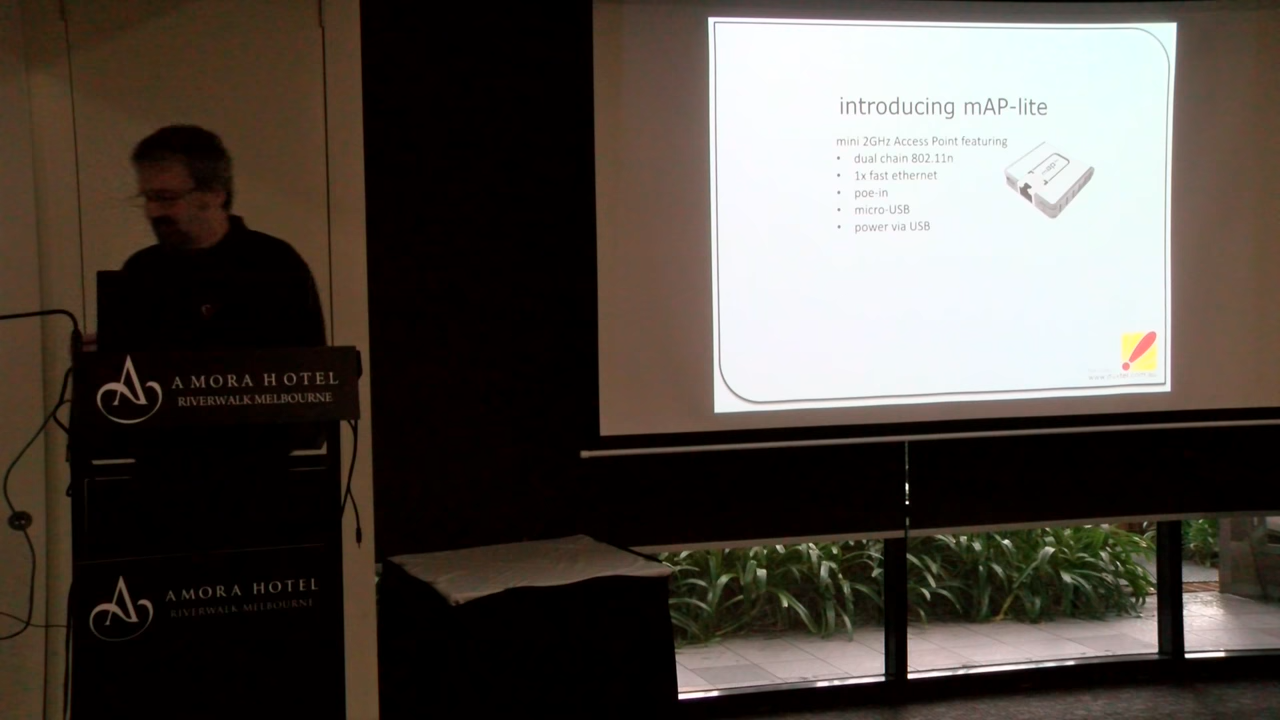 AMORA HOTEL
RIVERWALK MELBOURNE
AMORA HOTEL
RIVERWALK MELBOURNE
introducing mAP-lite
mini 2GHz Access Point featuring
• dual chain 802.11n
• 1x fast ethernet
• poe-in
• micro-USB
• power via USB